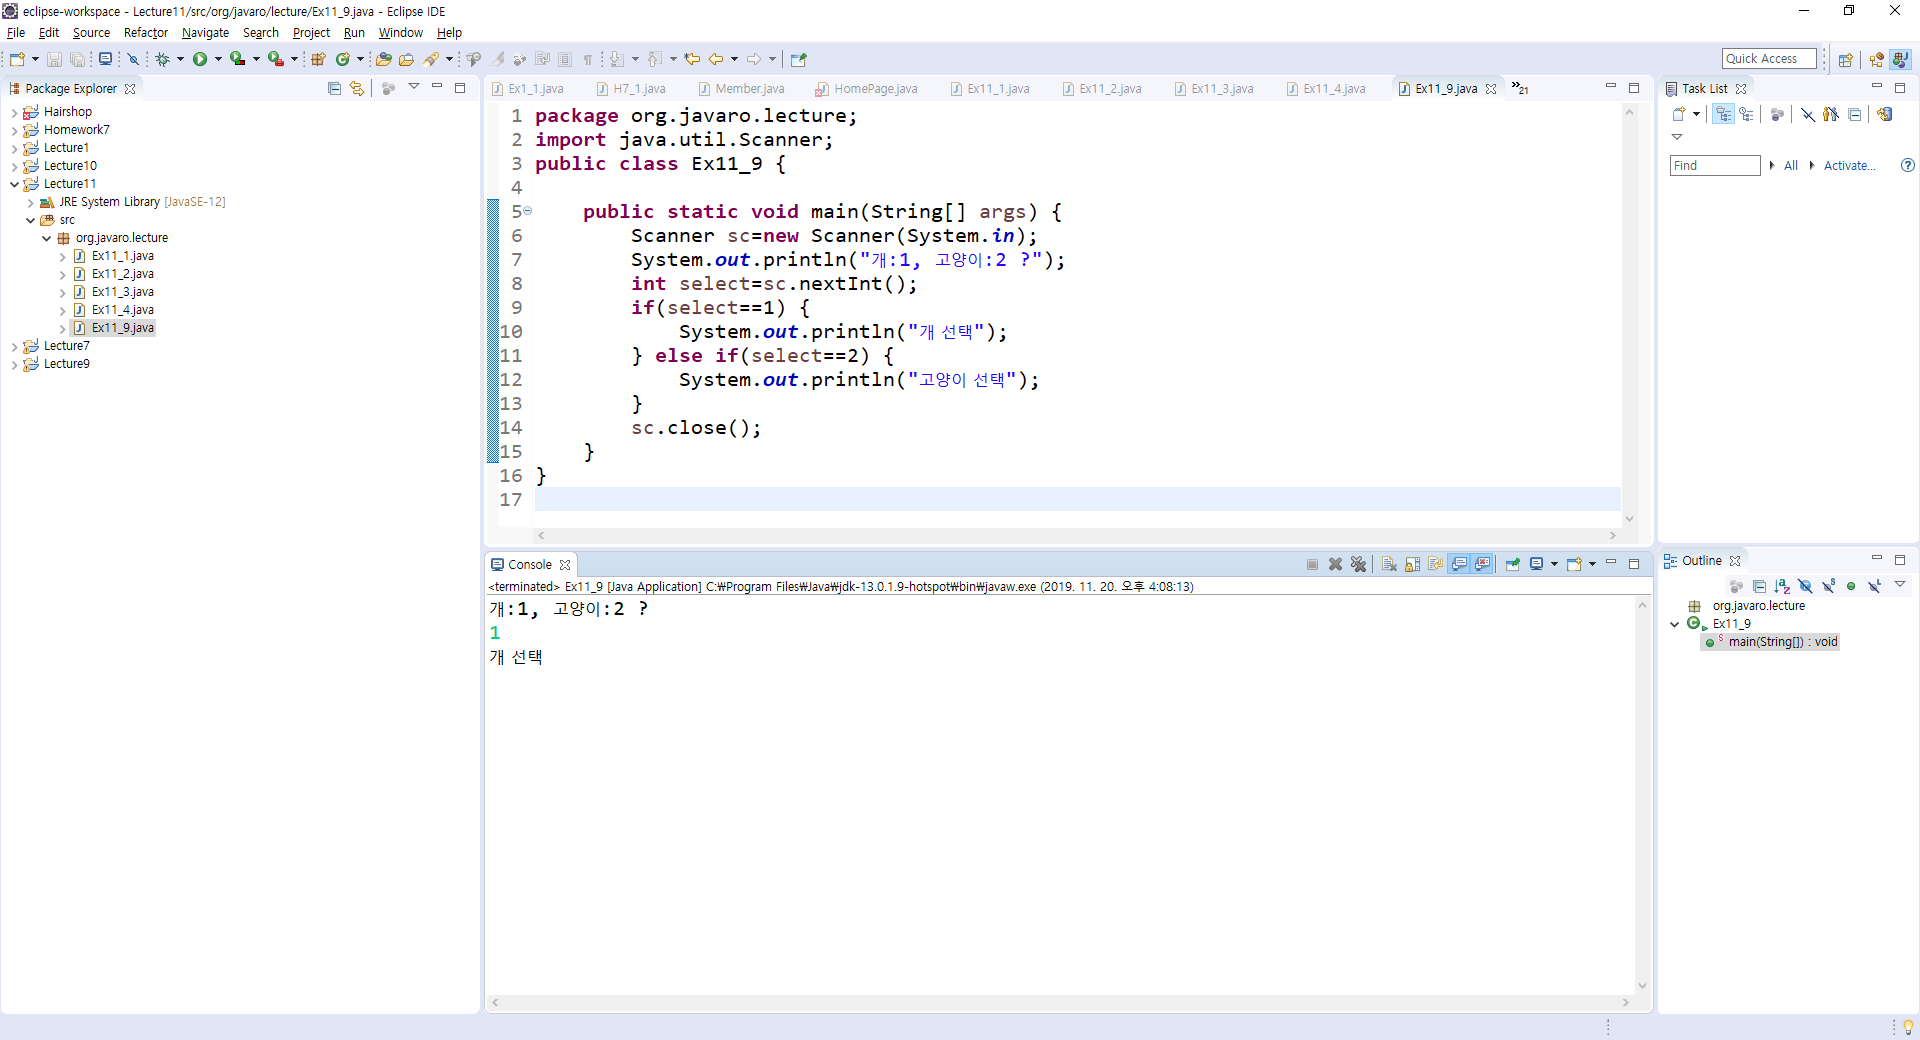 eclipse-workspace - Lecture11/src/org/javaro/lecture/Ex11_9.java - Eclipse IDE
File Edit Source Refactor Navigate Search Project Run Window Help
Quick Access
Package Explorer
Hairshop
Homework7
Lecture1
Lecture10
Lecture11
JRE System Library [JavaSE-12]
src
org.javaro.lecture
Ex11_1.java
Ex11_2.java
Ex11_3.java
Ex11_4.java
Ex11_9.java
Lecture7
Lecture9
Ex1_1.java H7_1.java Member.java HomePage.java Ex11_1.java Ex11_2.java Ex11_3.java Ex11_4.java Ex11_9.java »21
1 package org.javaro.lecture;
2 import java.util.Scanner;
3 public class Ex11_9 {
4
5 public static void main(String[] args) {
6 Scanner sc=new Scanner(System.in);
7 System.out.println("개:1, 고양이:2 ?");
8 int select=sc.nextInt();
9 if(select==1) {
10 System.out.println("개 선택");
11 } else if(select==2) {
12 System.out.println("고양이 선택");
13 }
14 sc.close();
15 }
16 }
17
Console
<terminated> Ex11_9 [Java Application] C:₩Program Files₩Java₩jdk-13.0.1.9-hotspot₩bin₩javaw.exe (2019. 11. 20. 오후 4:08:13)
개:1, 고양이:2 ?
1
개 선택
Task List
Find All Activate...
Outline
org.javaro.lecture
Ex11_9
main(String[]) : void